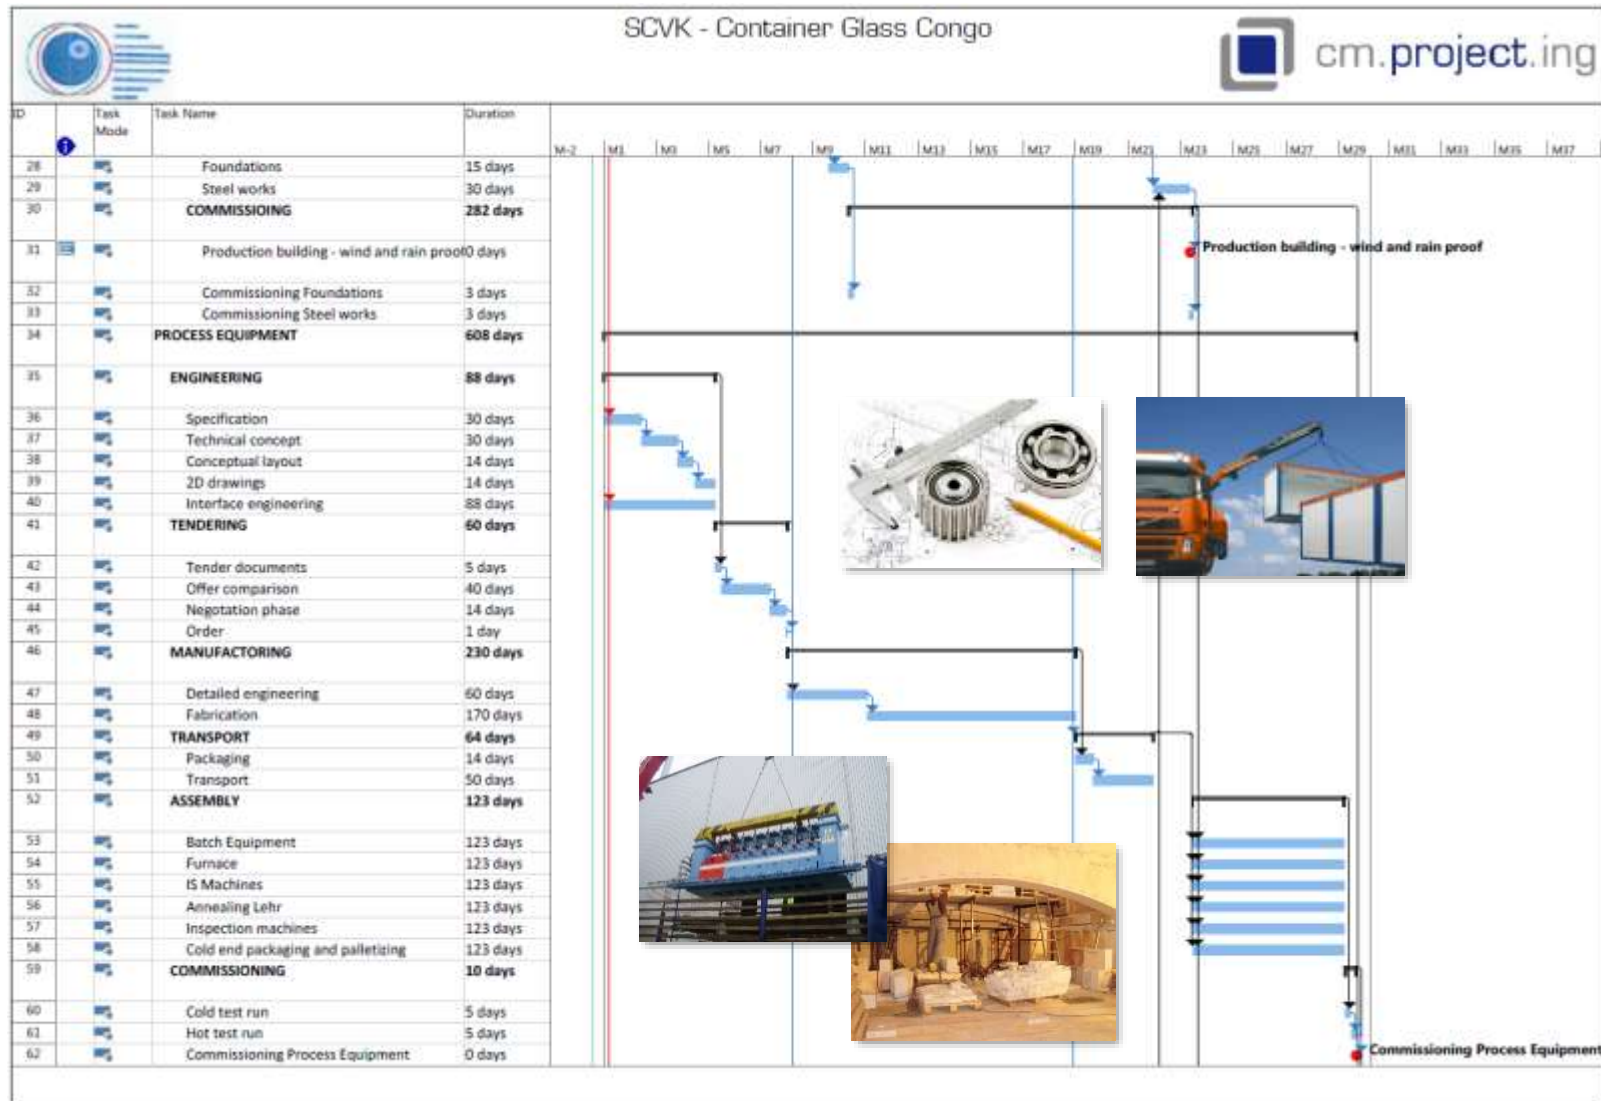 SCVK - Container Glass Congo
cm.project.ing
ID Task Mode Task Name Duration
M-2 M1 M3 M5 M7 M9 M11 M13 M15 M17 M19 M21 M23 M25 M27 M29 M31 M33 M35 M37
28 Foundations 15 days
29 Steel works 30 days
30 COMMISSIOING 282 days
31 Production building - wind and rain proof 0 days Production building - wind and rain proof
32 Commissioning Foundations 3 days
33 Commissioning Steel works 3 days
34 PROCESS EQUIPMENT 608 days
35 ENGINEERING 88 days
36 Specification 30 days
37 Technical concept 30 days
38 Conceptual layout 14 days
39 2D drawings 14 days
40 Interface engineering 88 days
41 TENDERING 60 days
42 Tender documents 5 days
43 Offer comparison 40 days
44 Negotation phase 14 days
45 Order 1 day
46 MANUFACTORING 230 days
47 Detailed engineering 60 days
48 Fabrication 170 days
49 TRANSPORT 64 days
50 Packaging 14 days
51 Transport 50 days
52 ASSEMBLY 123 days
53 Batch Equipment 123 days
54 Furnace 123 days
55 IS Machines 123 days
56 Annealing Lehr 123 days
57 Inspection machines 123 days
58 Cold end packaging and palletizing 123 days
59 COMMISSIONING 10 days
60 Cold test run 5 days
61 Hot test run 5 days
62 Commissioning Process Equipment 0 days Commissioning Process Equipment